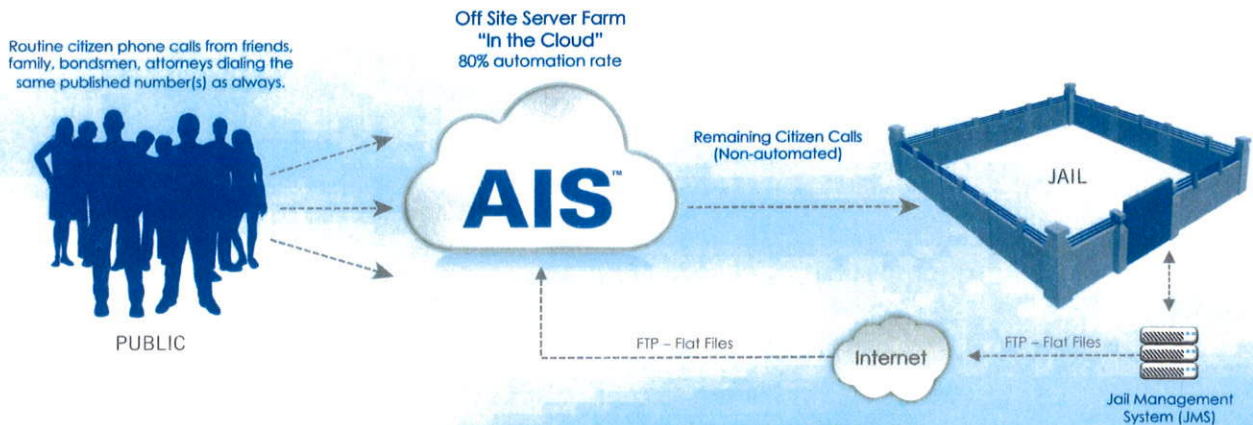 Off Site Server Farm
“In the Cloud”
80% automation rate
Routine citizen phone calls from friends,
family, bondsmen, attorneys dialing the
same published number(s) as always.
PUBLIC
AIS™
Remaining Citizen Calls
(Non-automated)
JAIL
FTP – Flat Files
Internet
FTP – Flat Files
Jail Management
System (JMS)